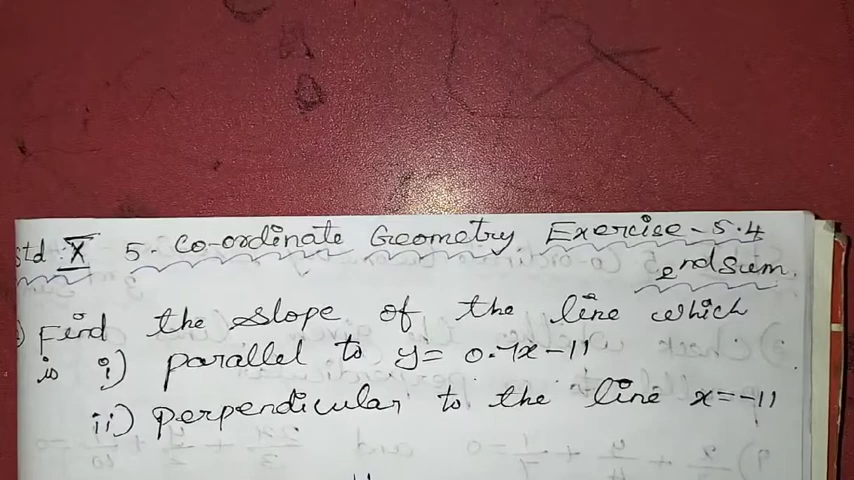 Std X 5. Co-ordinate Geometry Exercise - 5.4
2nd sum.
Find the slope of the line which
is i) parallel to y = 0.7x - 11
ii) perpendicular to the line x = -11